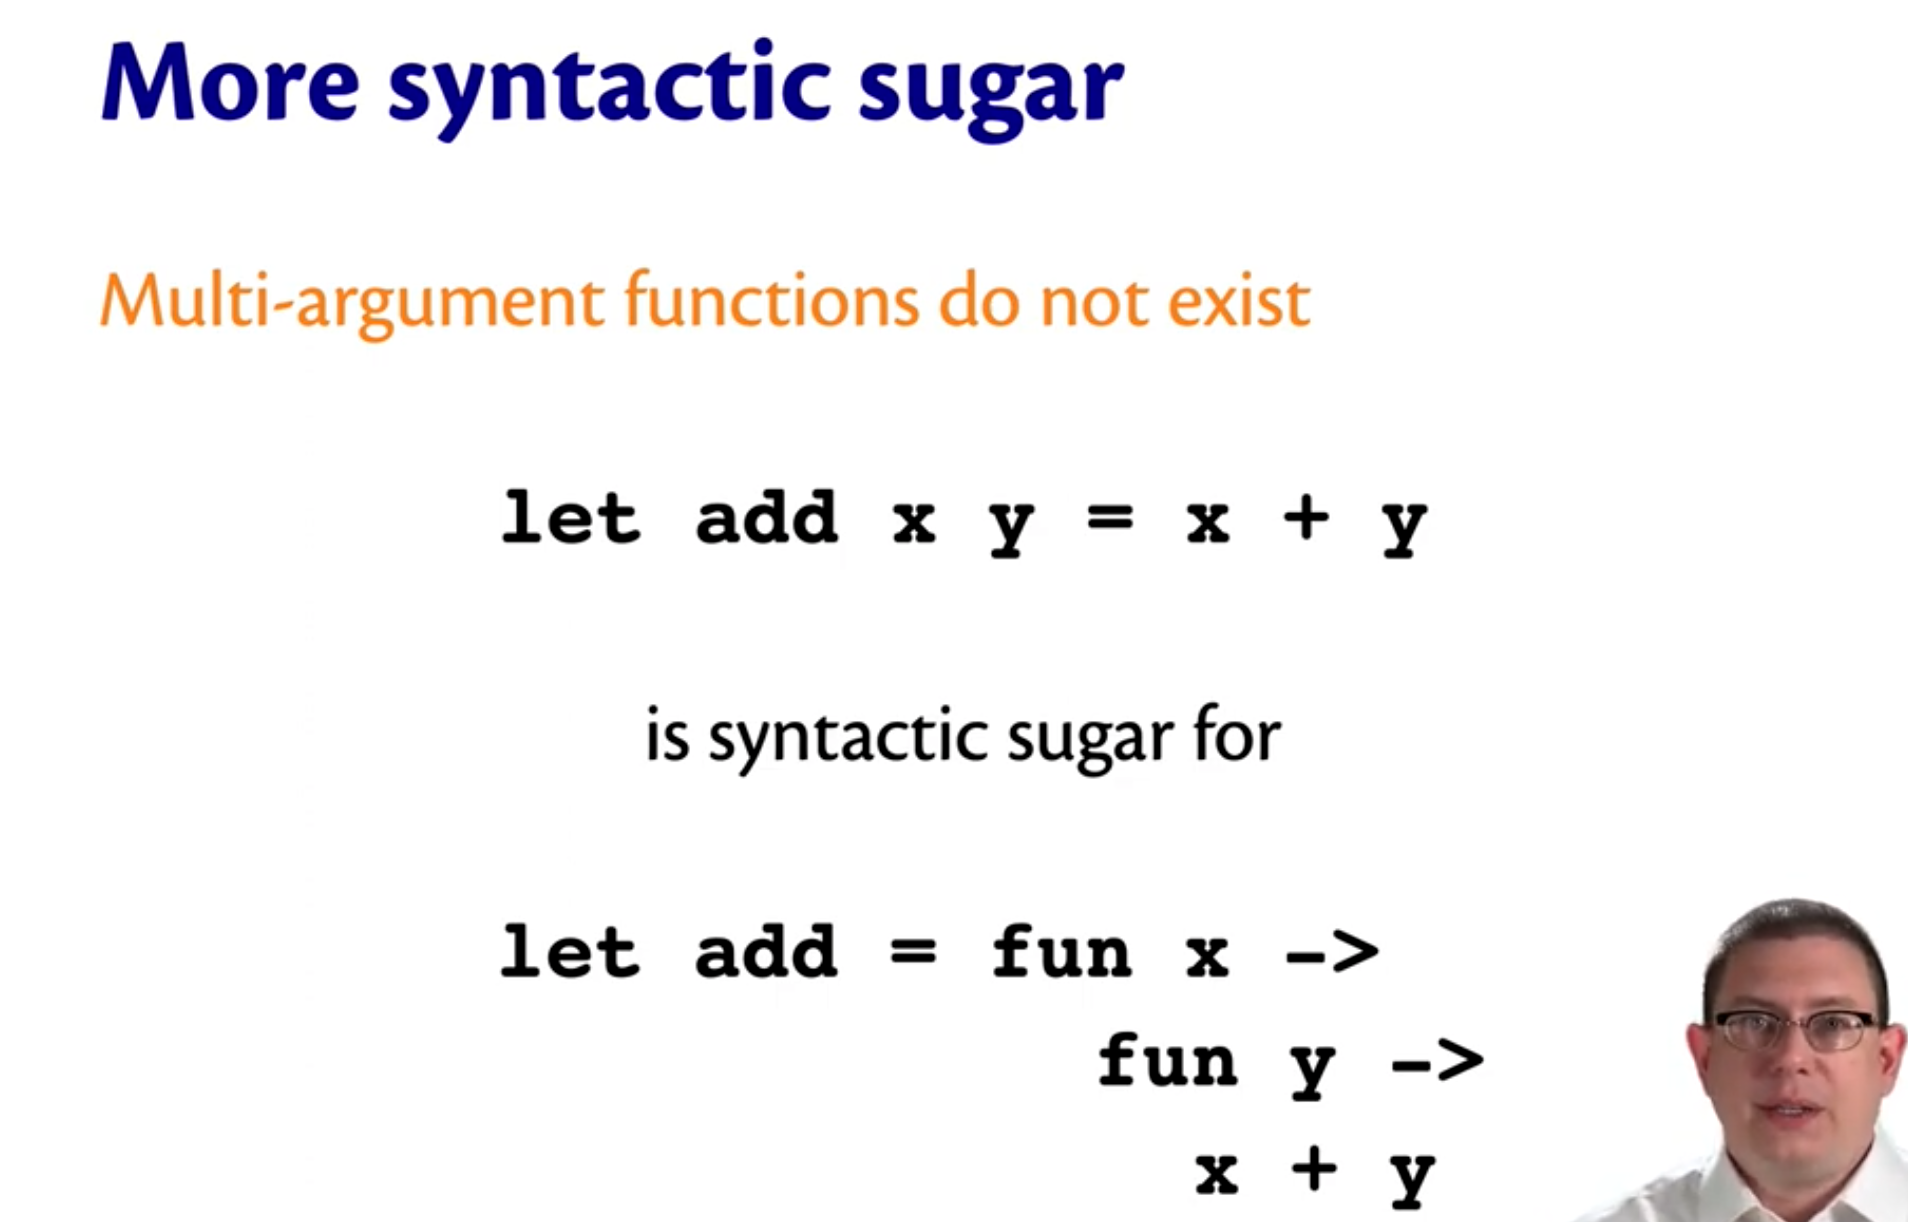 More syntactic sugar
Multi-argument functions do not exist
let add x y = x + y
is syntactic sugar for
let add = fun x ->
fun y ->
x + y